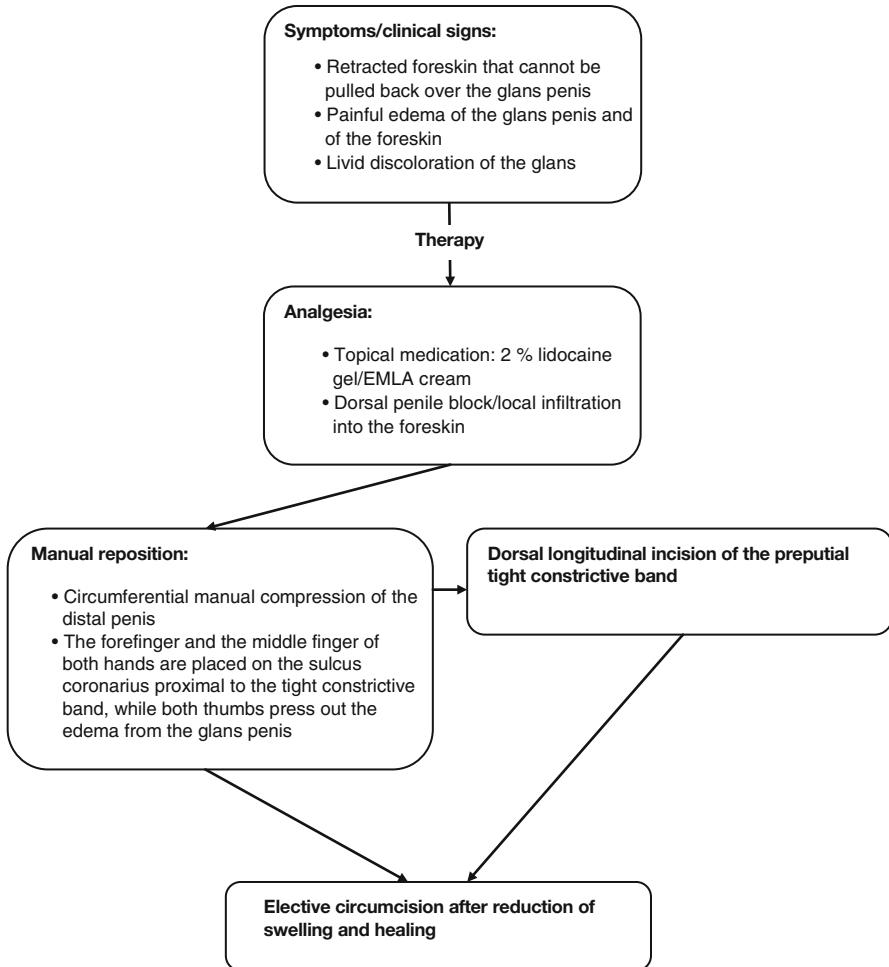 Symptoms/clinical signs:
• Retracted foreskin that cannot be
pulled back over the glans penis
• Painful edema of the glans penis and
of the foreskin
• Livid discoloration of the glans
Therapy
Analgesia:
• Topical medication: 2 % lidocaine
gel/EMLA cream
• Dorsal penile block/local infiltration
into the foreskin
Manual reposition:
• Circumferential manual compression of the
distal penis
• The forefinger and the middle finger of
both hands are placed on the sulcus
coronarius proximal to the tight constrictive
band, while both thumbs press out the
edema from the glans penis
Dorsal longitudinal incision of the preputial
tight constrictive band
Elective circumcision after reduction of
swelling and healing